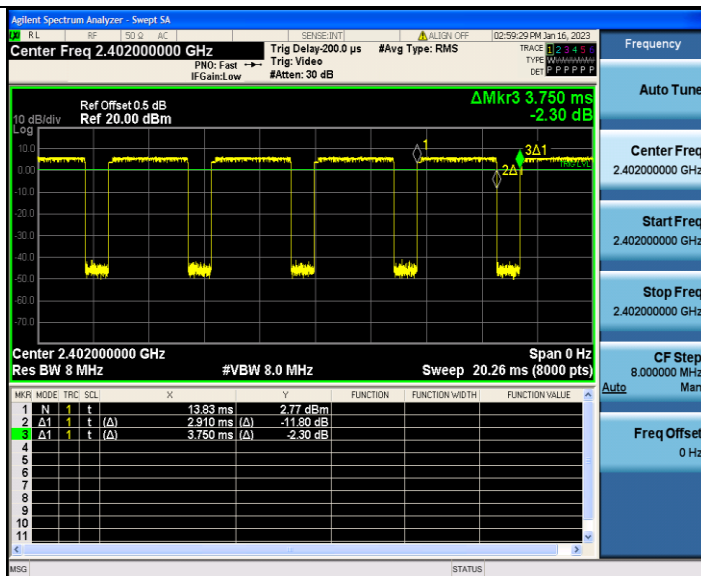 Agilent Spectrum Analyzer - Swept SA
RL RF 50 Ω AC SENSE:INT ALIGN OFF 02:59:29 PM Jan 16, 2023
Center Freq 2.402000000 GHz
PNO: Fast
IFGain:Low
Trig Delay-200.0 µs
Trig: Video
#Atten: 30 dB
#Avg Type: RMS
TRACE 1 2 3 4 5 6
TYPE WWWWWW
DET P P P P P P
Frequency
Auto Tune
Center Freq
2.402000000 GHz
Start Freq
2.402000000 GHz
Stop Freq
2.402000000 GHz
CF Step
8.000000 MHz
Auto Man
Freq Offset
0 Hz
ΔMkr3 3.750 ms
-2.30 dB
Ref Offset 0.5 dB
10 dB/div Ref 20.00 dBm
Log
10.0
0.00
-10.0
-20.0
-30.0
-40.0
-50.0
-60.0
-70.0
1
2Δ1
3Δ1
TRIG LVL
Center 2.402000000 GHz Span 0 Hz
Res BW 8 MHz #VBW 8.0 MHz Sweep 20.26 ms (8000 pts)
MKR MODE TRC SCL X Y FUNCTION FUNCTION WIDTH FUNCTION VALUE
1 N 1 t 13.83 ms 2.77 dBm
2 Δ1 1 t (Δ) 2.910 ms (Δ) -11.80 dB
3 Δ1 1 t (Δ) 3.750 ms (Δ) -2.30 dB
4
5
6
7
8
9
10
11
MSG STATUS